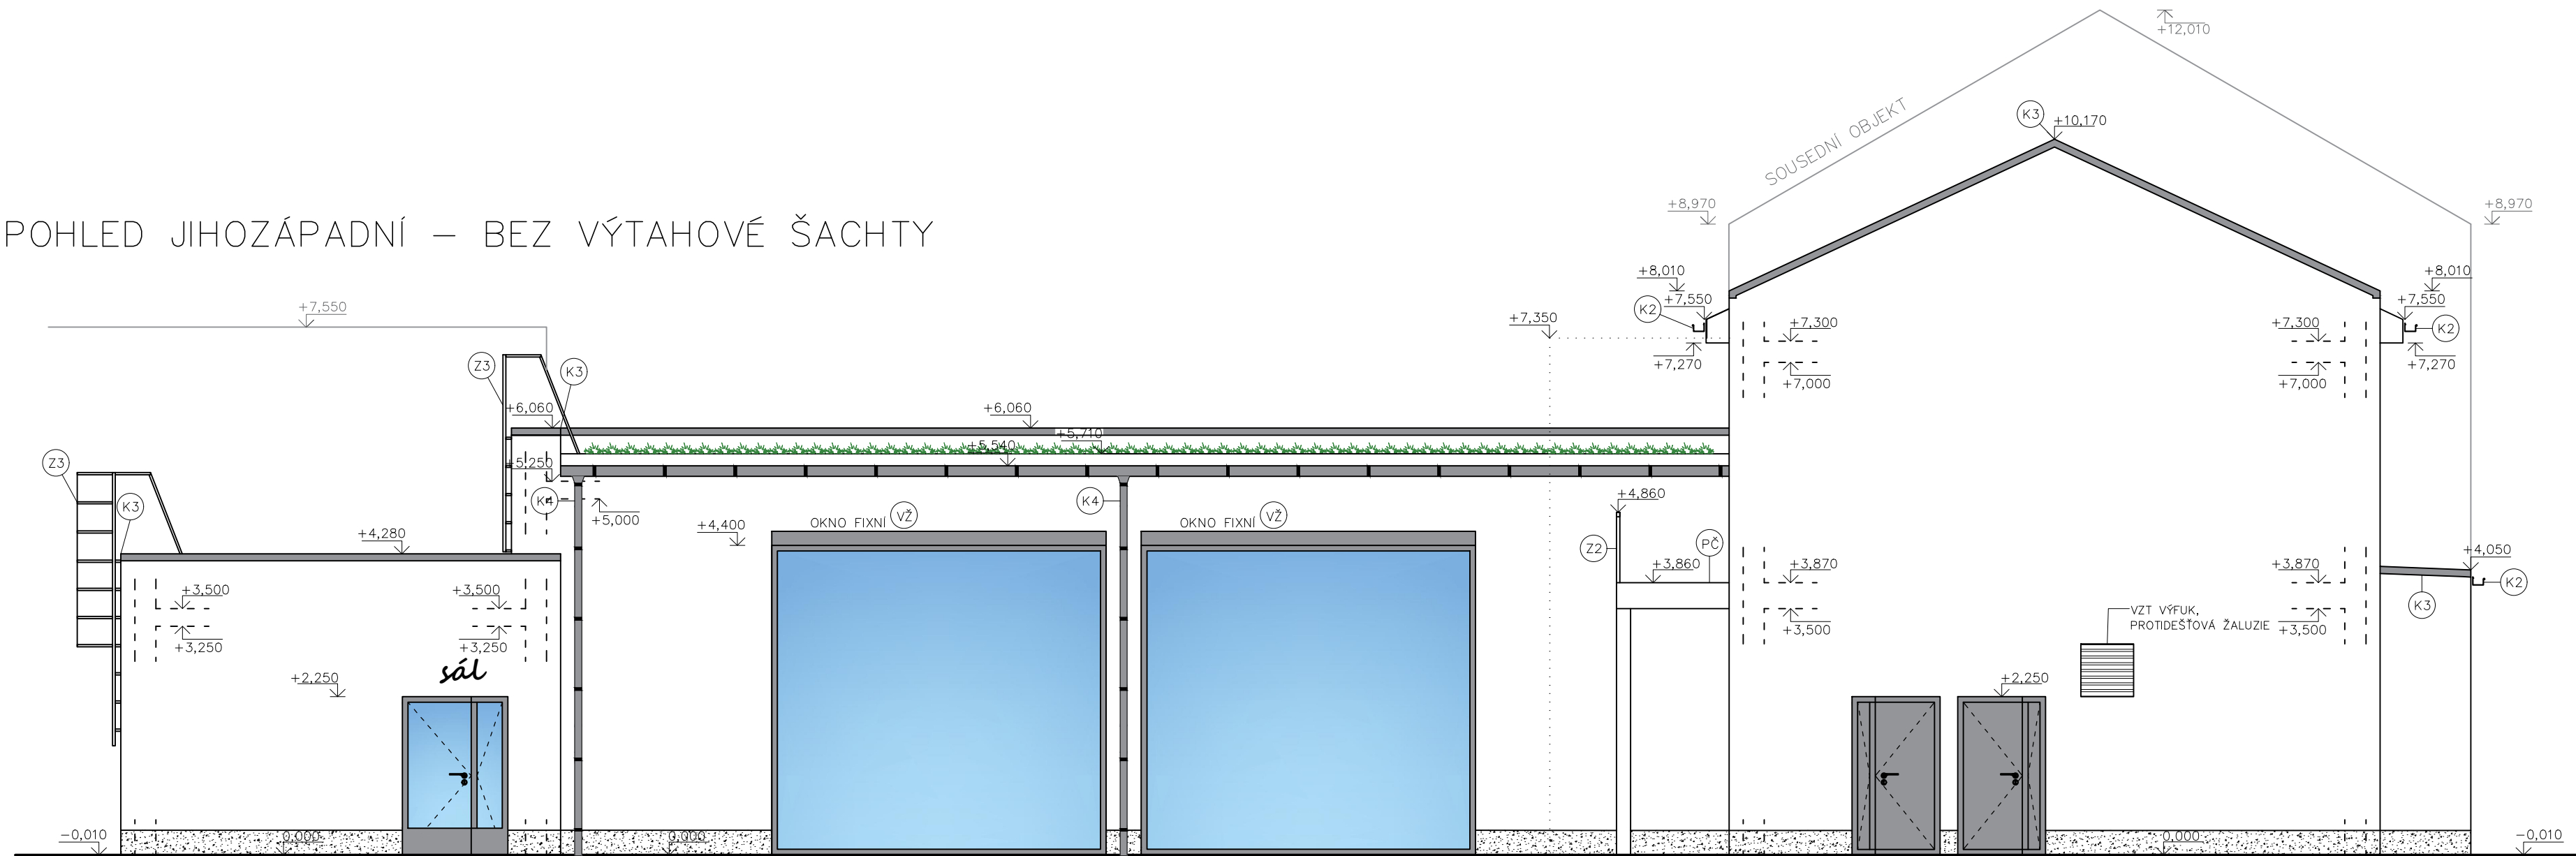 +12,010
SOUSEDNÍ OBJEKT
K3
+10,170
+8,970
+8,970
POHLED JIHOZÁPADNÍ – BEZ VÝTAHOVÉ ŠACHTY
+8,010
+8,010
+7,550
K2
+7,550
+7,550
+7,350
+7,300
+7,300
K2
+7,270
+7,270
Z3
K3
+7,000
+7,000
+6,060
+6,060
+5,710
+5,540
Z3
+5,250
K3
K4
K4
+5,000
+4,860
+4,400
OKNO FIXNÍ VŽ
OKNO FIXNÍ VŽ
+4,280
Z2
PČ
+4,050
+3,860
+3,870
+3,870
K2
+3,500
+3,500
K3
VZT VÝFUK,
PROTIDEŠŤOVÁ ŽALUZIE
+3,500
+3,500
+3,250
+3,250
sál
+2,250
+2,250
-0,010
0,000
0,000
0,000
-0,010